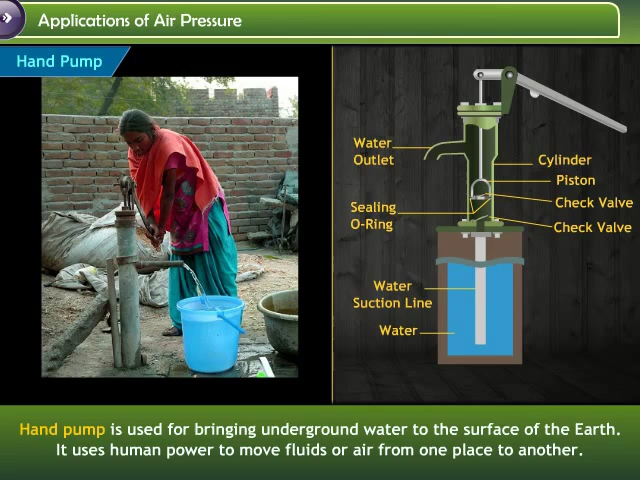 Applications of Air Pressure
Hand Pump
Water
Outlet
Cylinder
Piston
Check Valve
Sealing
O-Ring
Check Valve
Water
Suction Line
Water
Hand pump is used for bringing underground water to the surface of the Earth.
It uses human power to move fluids or air from one place to another.